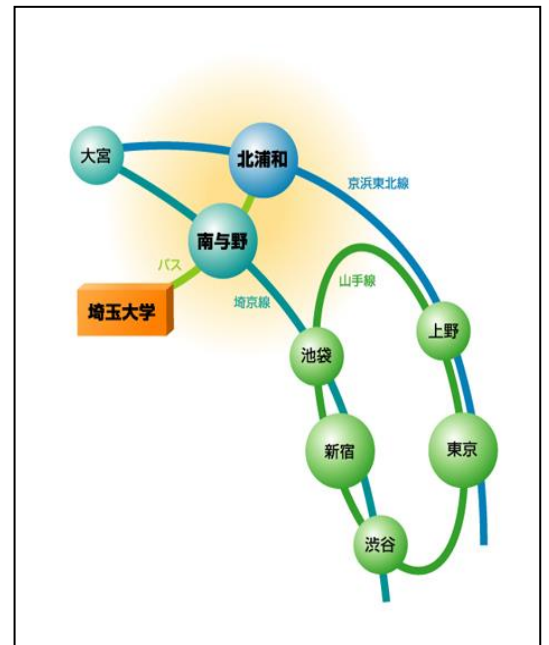 大宮
北浦和
京浜東北線
南与野
バス
埼玉大学
埼京線
山手線
上野
池袋
新宿
東京
渋谷